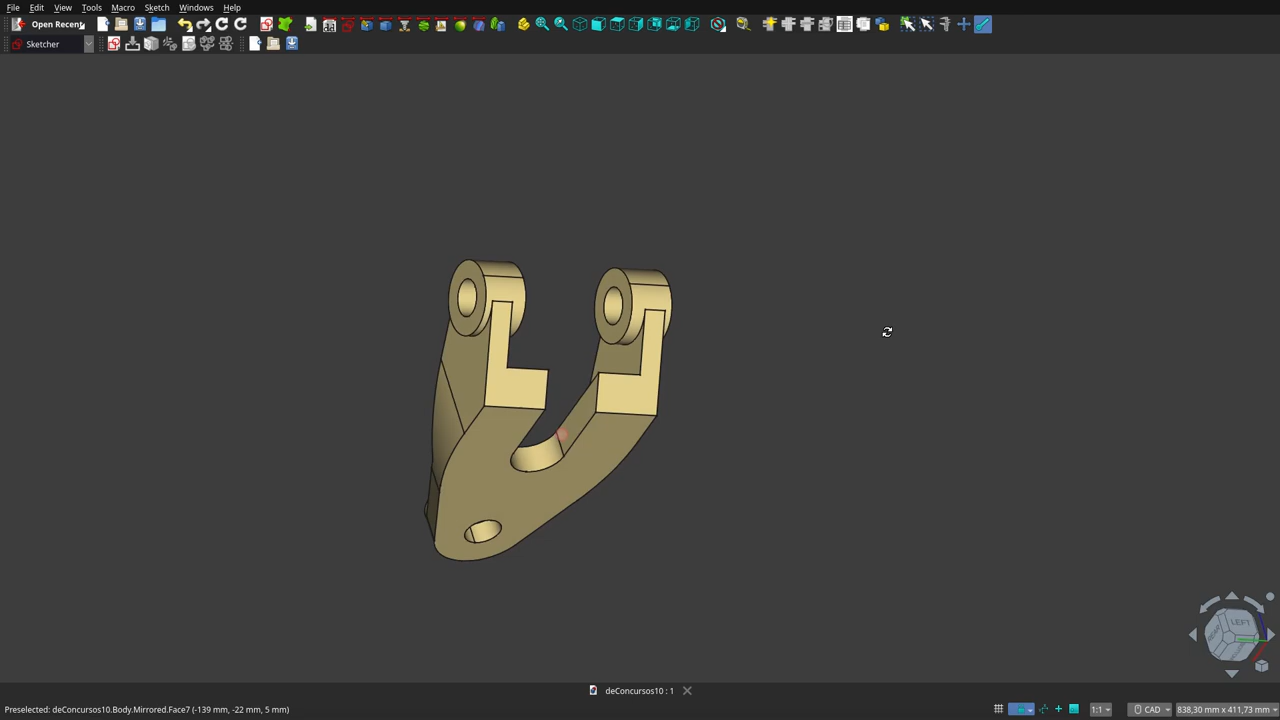 File Edit View Tools Macro Sketch Windows Help
Open Recent
Sketcher
LEFT
deConcursos10 : 1
Preselected: deConcursos10.Body.Mirrored.Face7 (-139 mm, -22 mm, 5 mm)
1:1
CAD
838,30 mm x 411,73 mm